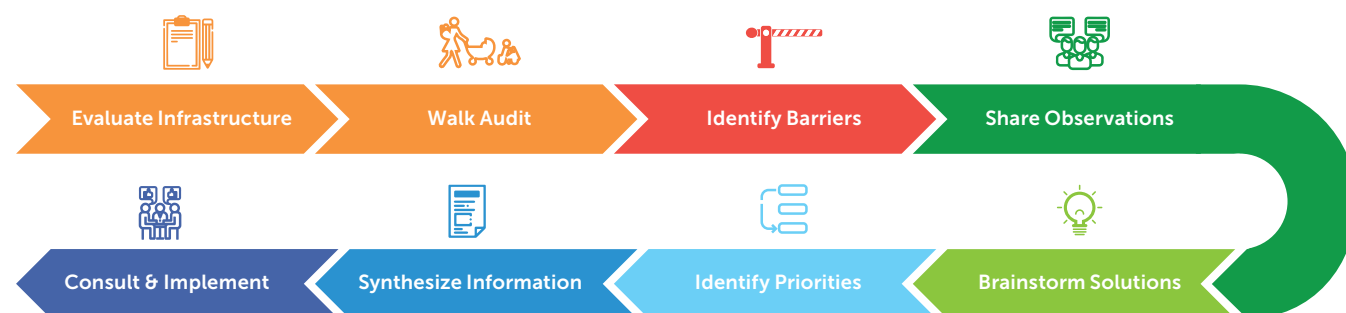 Evaluate Infrastructure
Walk Audit
Identify Barriers
Share Observations
Brainstorm Solutions
Identify Priorities
Synthesize Information
Consult & Implement